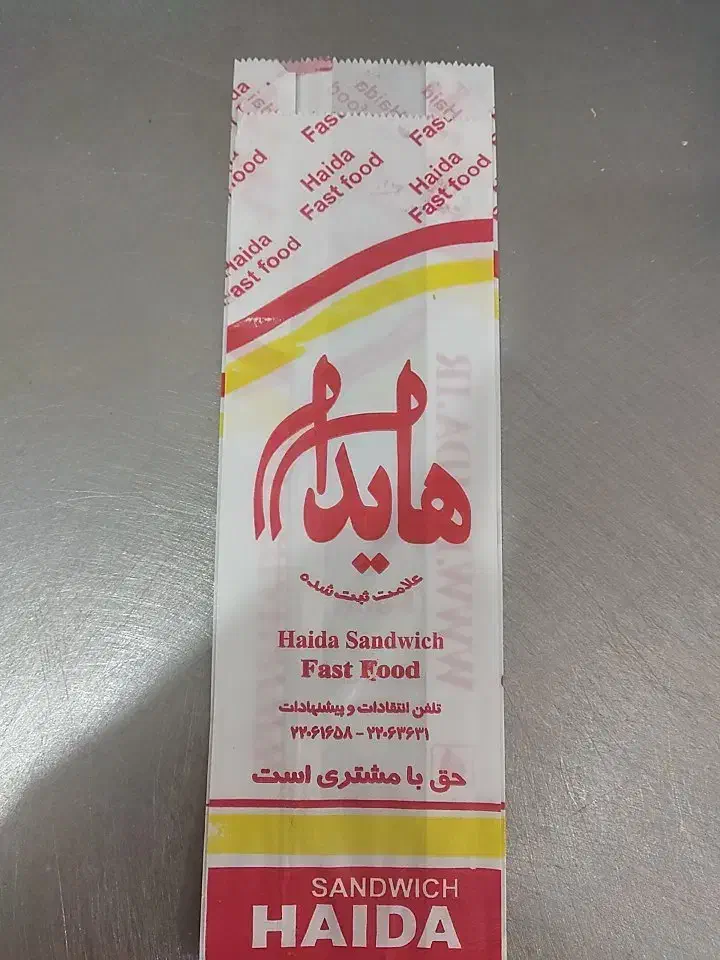 Haida
Fast food
Haida
Fast food
Haida
Fast food
هایدا
علامت ثبت شده
Haida Sandwich
Fast Food
تلفن انتقادات و پیشنهادات
۲۲۰۶۱۶۵۸ - ۲۲۰۶۳۶۳۱
حق با مشتری است
SANDWICH
HAIDA